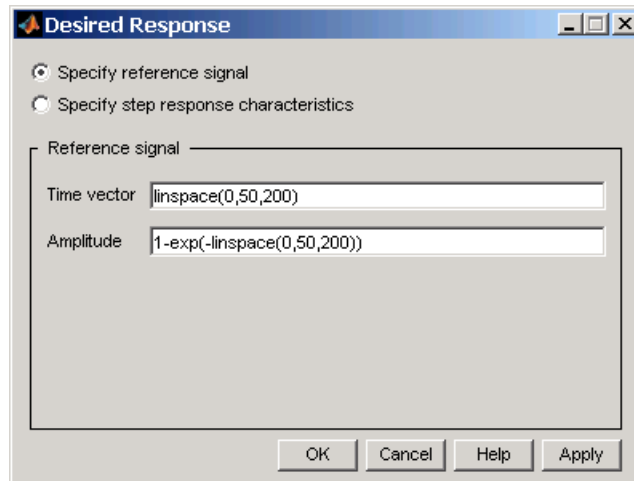 Desired Response
Specify reference signal
Specify step response characteristics
Reference signal
Time vector linspace(0,50,200)
Amplitude 1-exp(-linspace(0,50,200))
OK Cancel Help Apply